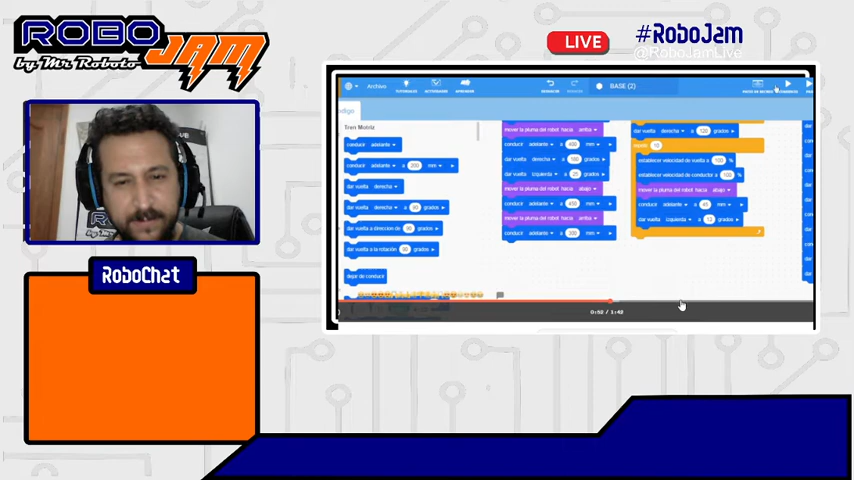 ROBO
JAM
by Mr Roboto
LIVE
#RoboJam
@RoboJamLive
Archivo
TUTORIALES
ACTIVIDADES
DESHACER
BASE (2)
Tren Motriz
conducir adelante
conducir adelante a 200 mm
dar vuelta derecha
dar vuelta derecha a 90 grados
dar vuelta a dirección de 90 grados
dar vuelta a la rotación 90 grados
dejar de conducir
mover la pluma del robot hacia arriba
conducir adelante a 400 mm
dar vuelta derecha a 180 grados
dar vuelta izquierda a 25 grados
mover la pluma del robot hacia abajo
conducir adelante a 410 mm
mover la pluma del robot hacia arriba
conducir adelante a 300 mm
dar vuelta derecha a 120 grados
10
establecer velocidad de vuelta a 100 %
establecer velocidad de conductor a 100 %
mover la pluma del robot hacia abajo
conducir adelante a 45 mm
dar vuelta izquierda a 12 grados
0:50 / 1:42
RoboChat